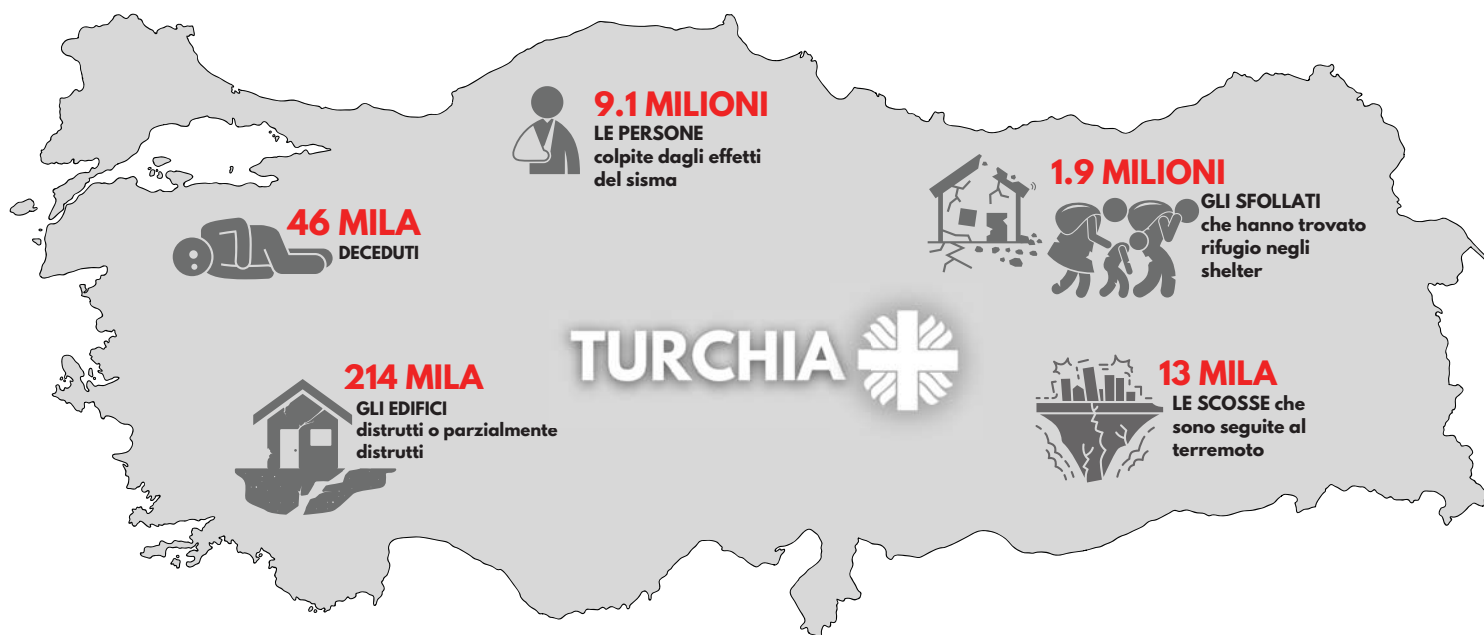 9.1 MILIONI
LE PERSONE
colpite dagli effetti
del sisma
1.9 MILIONI
GLI SFOLLATI
che hanno trovato
rifugio negli
shelter
46 MILA
DECEDUTI
TURCHIA
214 MILA
GLI EDIFICI
distrutti o parzialmente
distrutti
13 MILA
LE SCOSSE che
sono seguite al
terremoto